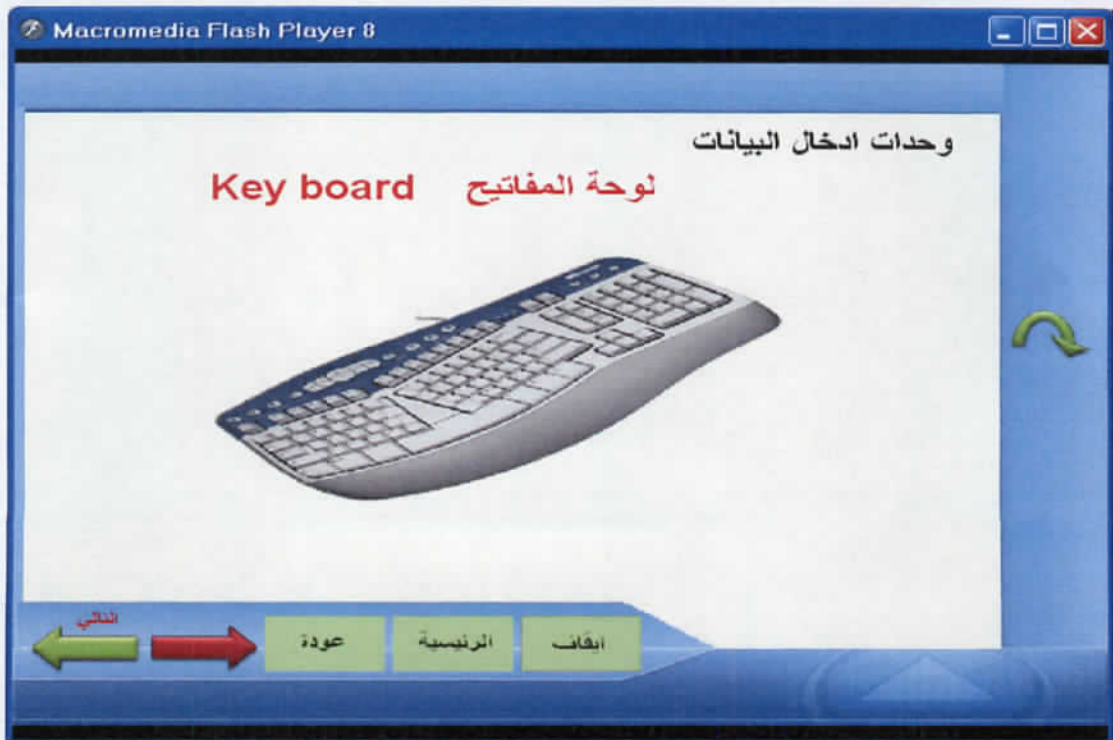 Macromedia Flash Player 8
وحدات ادخال البيانات
لوحة المفاتيح Key board
التالي
ايقاف الرئيسية عودة